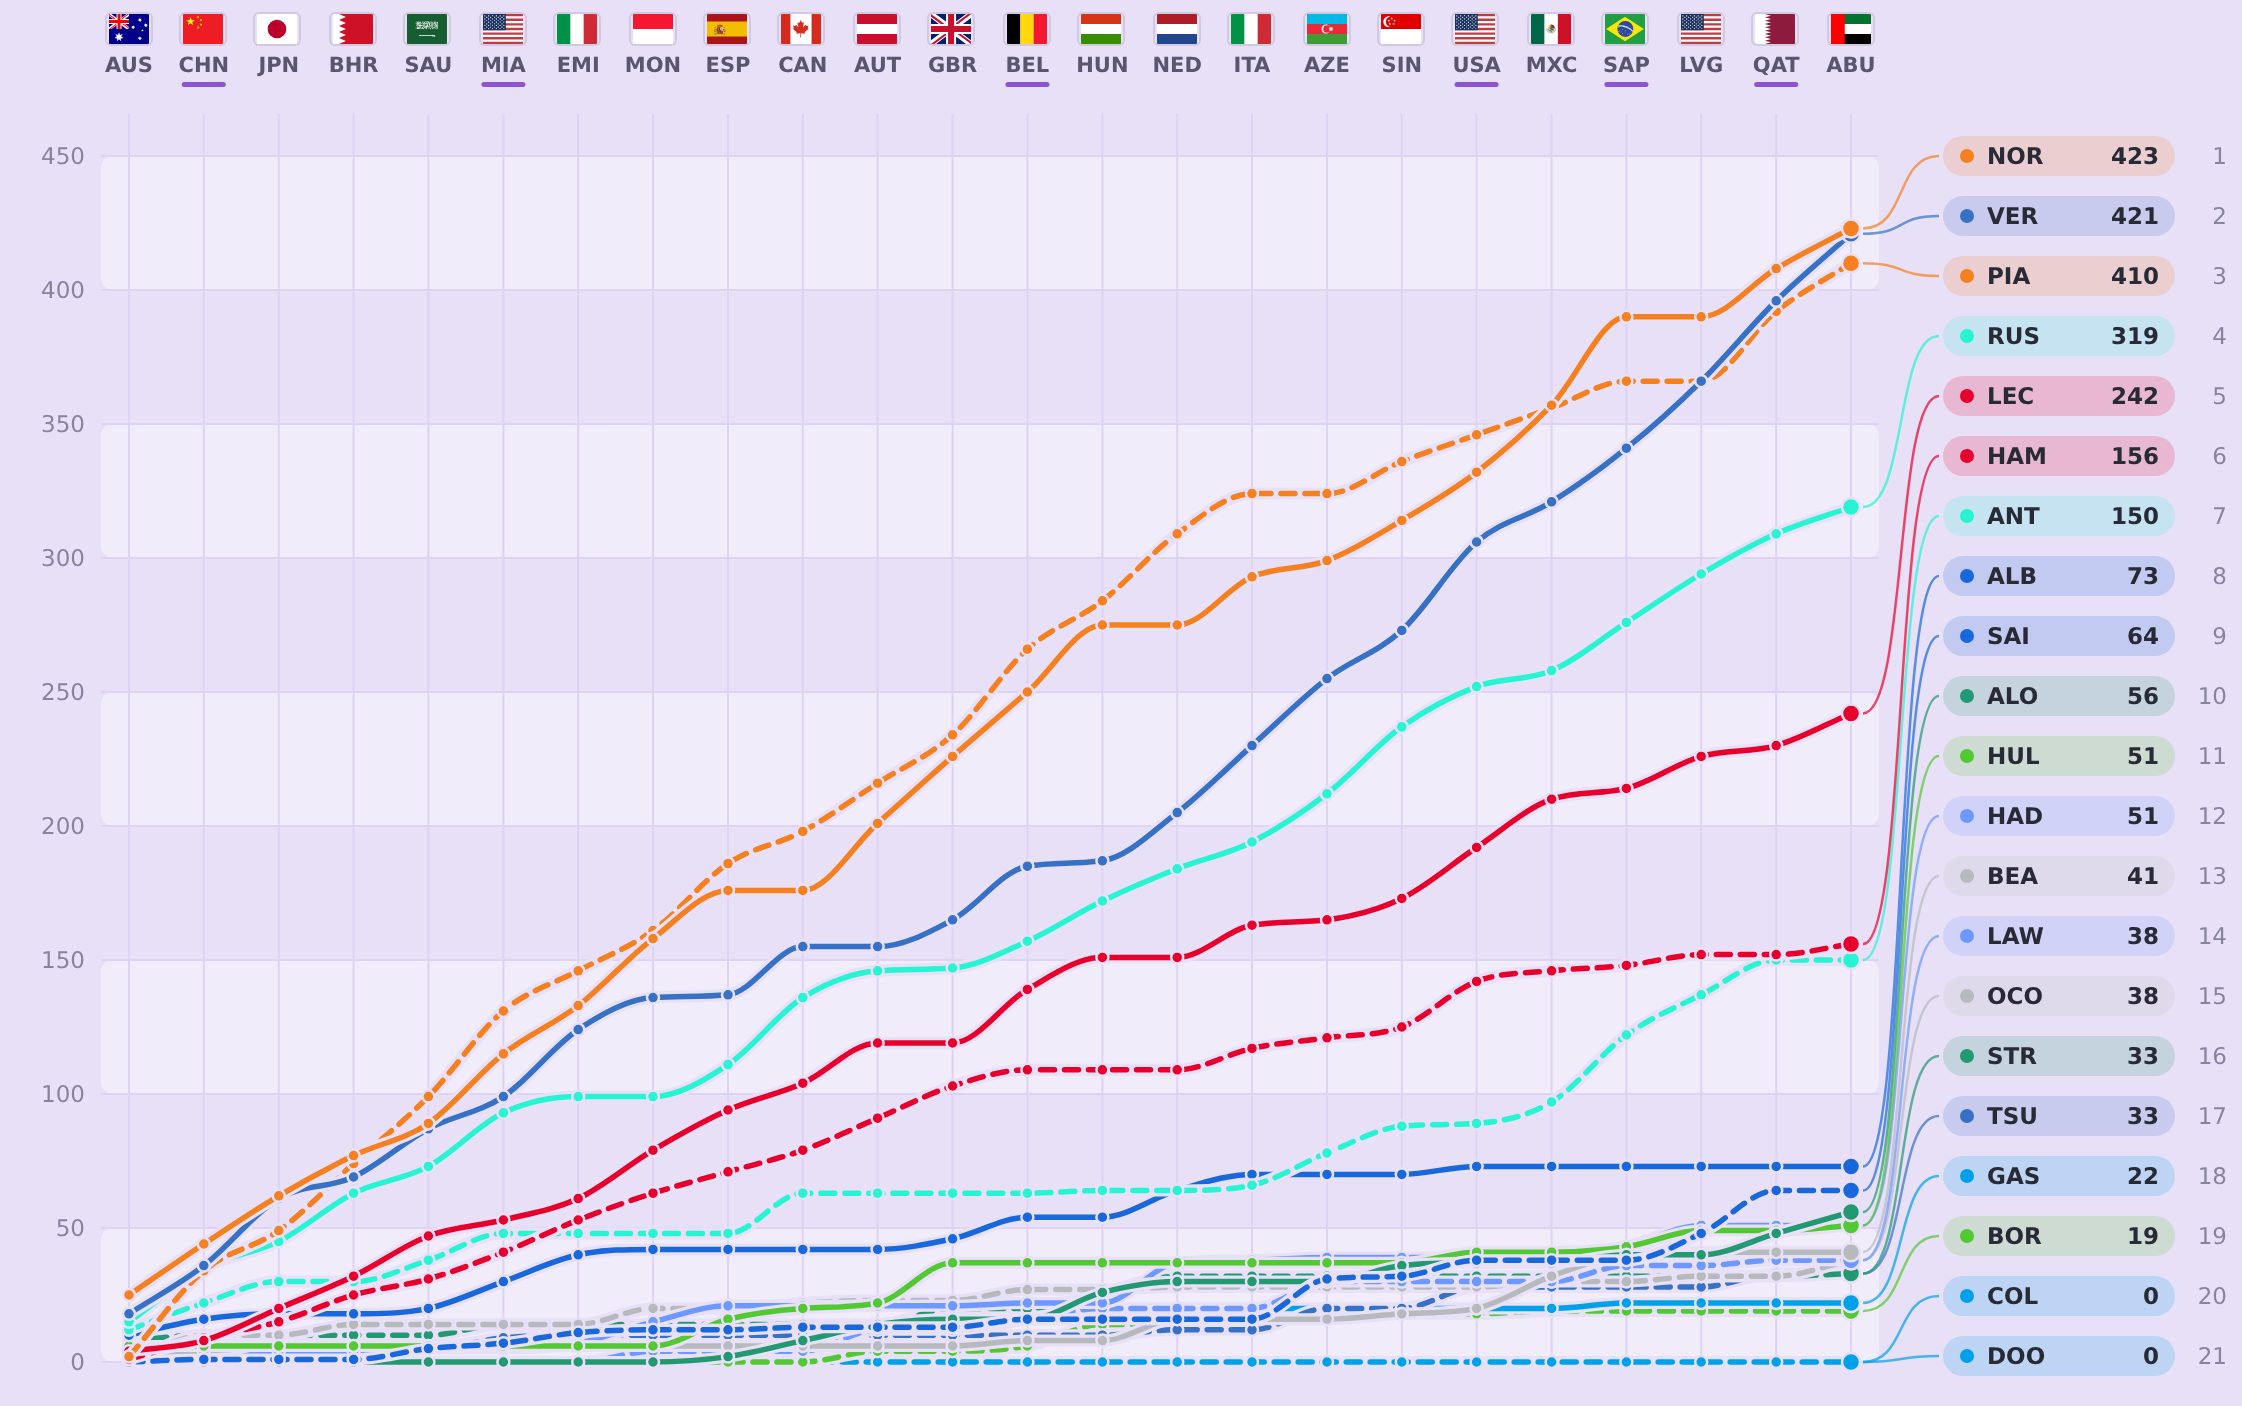 AUS CHN JPN BHR SAU MIA EMI MON ESP CAN AUT GBR BEL HUN NED ITA AZE SIN USA MXC SAP LVG QAT ABU
450
400
350
300
250
200
150
100
50
0
NOR 423 1
VER 421 2
PIA 410 3
RUS 319 4
LEC 242 5
HAM 156 6
ANT 150 7
ALB 73 8
SAI 64 9
ALO 56 10
HUL 51 11
HAD 51 12
BEA 41 13
LAW 38 14
OCO 38 15
STR 33 16
TSU 33 17
GAS 22 18
BOR 19 19
COL 0 20
DOO 0 21